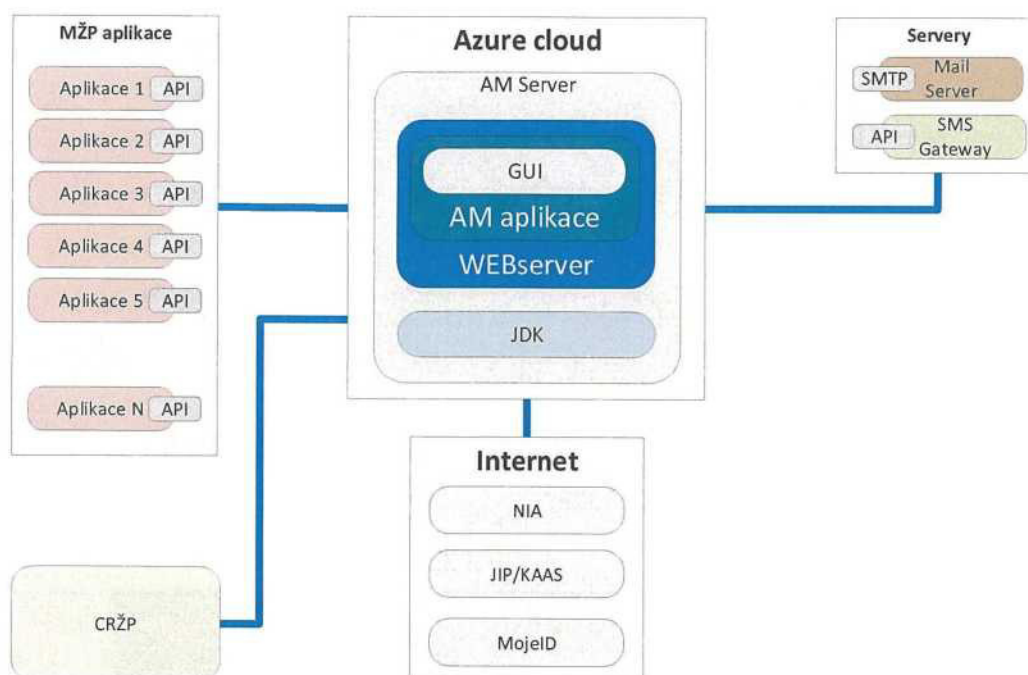 MŽP aplikace
Aplikace 1 API
Aplikace 2 API
Aplikace 3 API
Aplikace 4 API
Aplikace 5 API
Aplikace N API
CRŽP
Azure cloud
AM Server
GUI
AM aplikace
WEBserver
JDK
Internet
NIA
JIP/KAAS
MojeID
Servery
SMTP
Mail
Server
API
SMS
Gateway